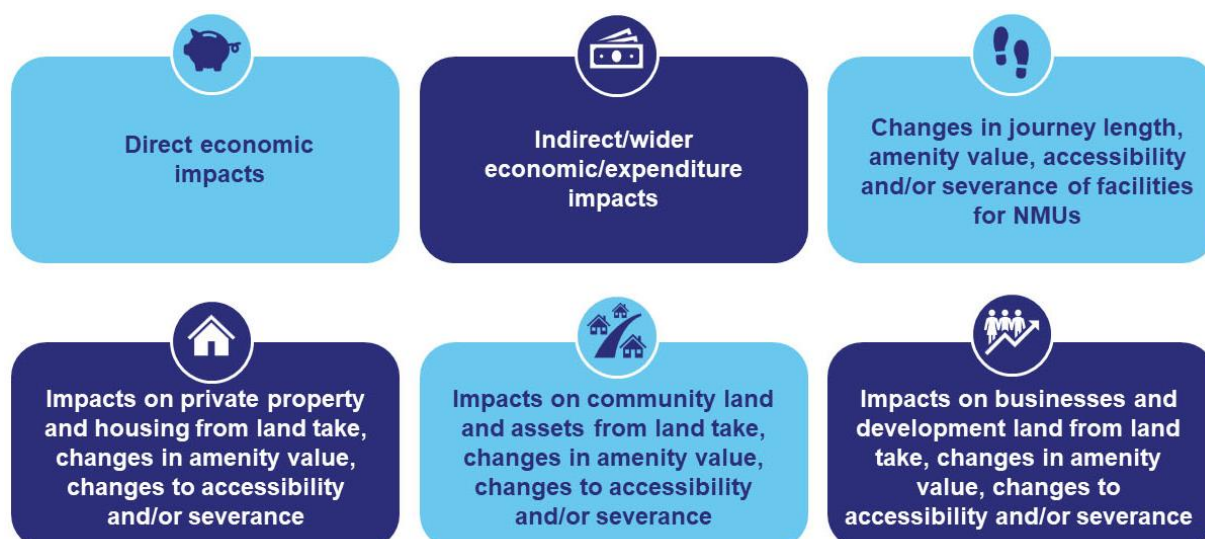 Direct economic
impacts
Indirect/wider
economic/expenditure
impacts
Changes in journey length,
amenity value, accessibility
and/or severance of facilities
for NMUs
Impacts on private property
and housing from land take,
changes in amenity value,
changes to accessibility
and/or severance
Impacts on community land
and assets from land take,
changes in amenity value,
changes to accessibility
and/or severance
Impacts on businesses and
development land from land
take, changes in amenity
value, changes to
accessibility and/or severance